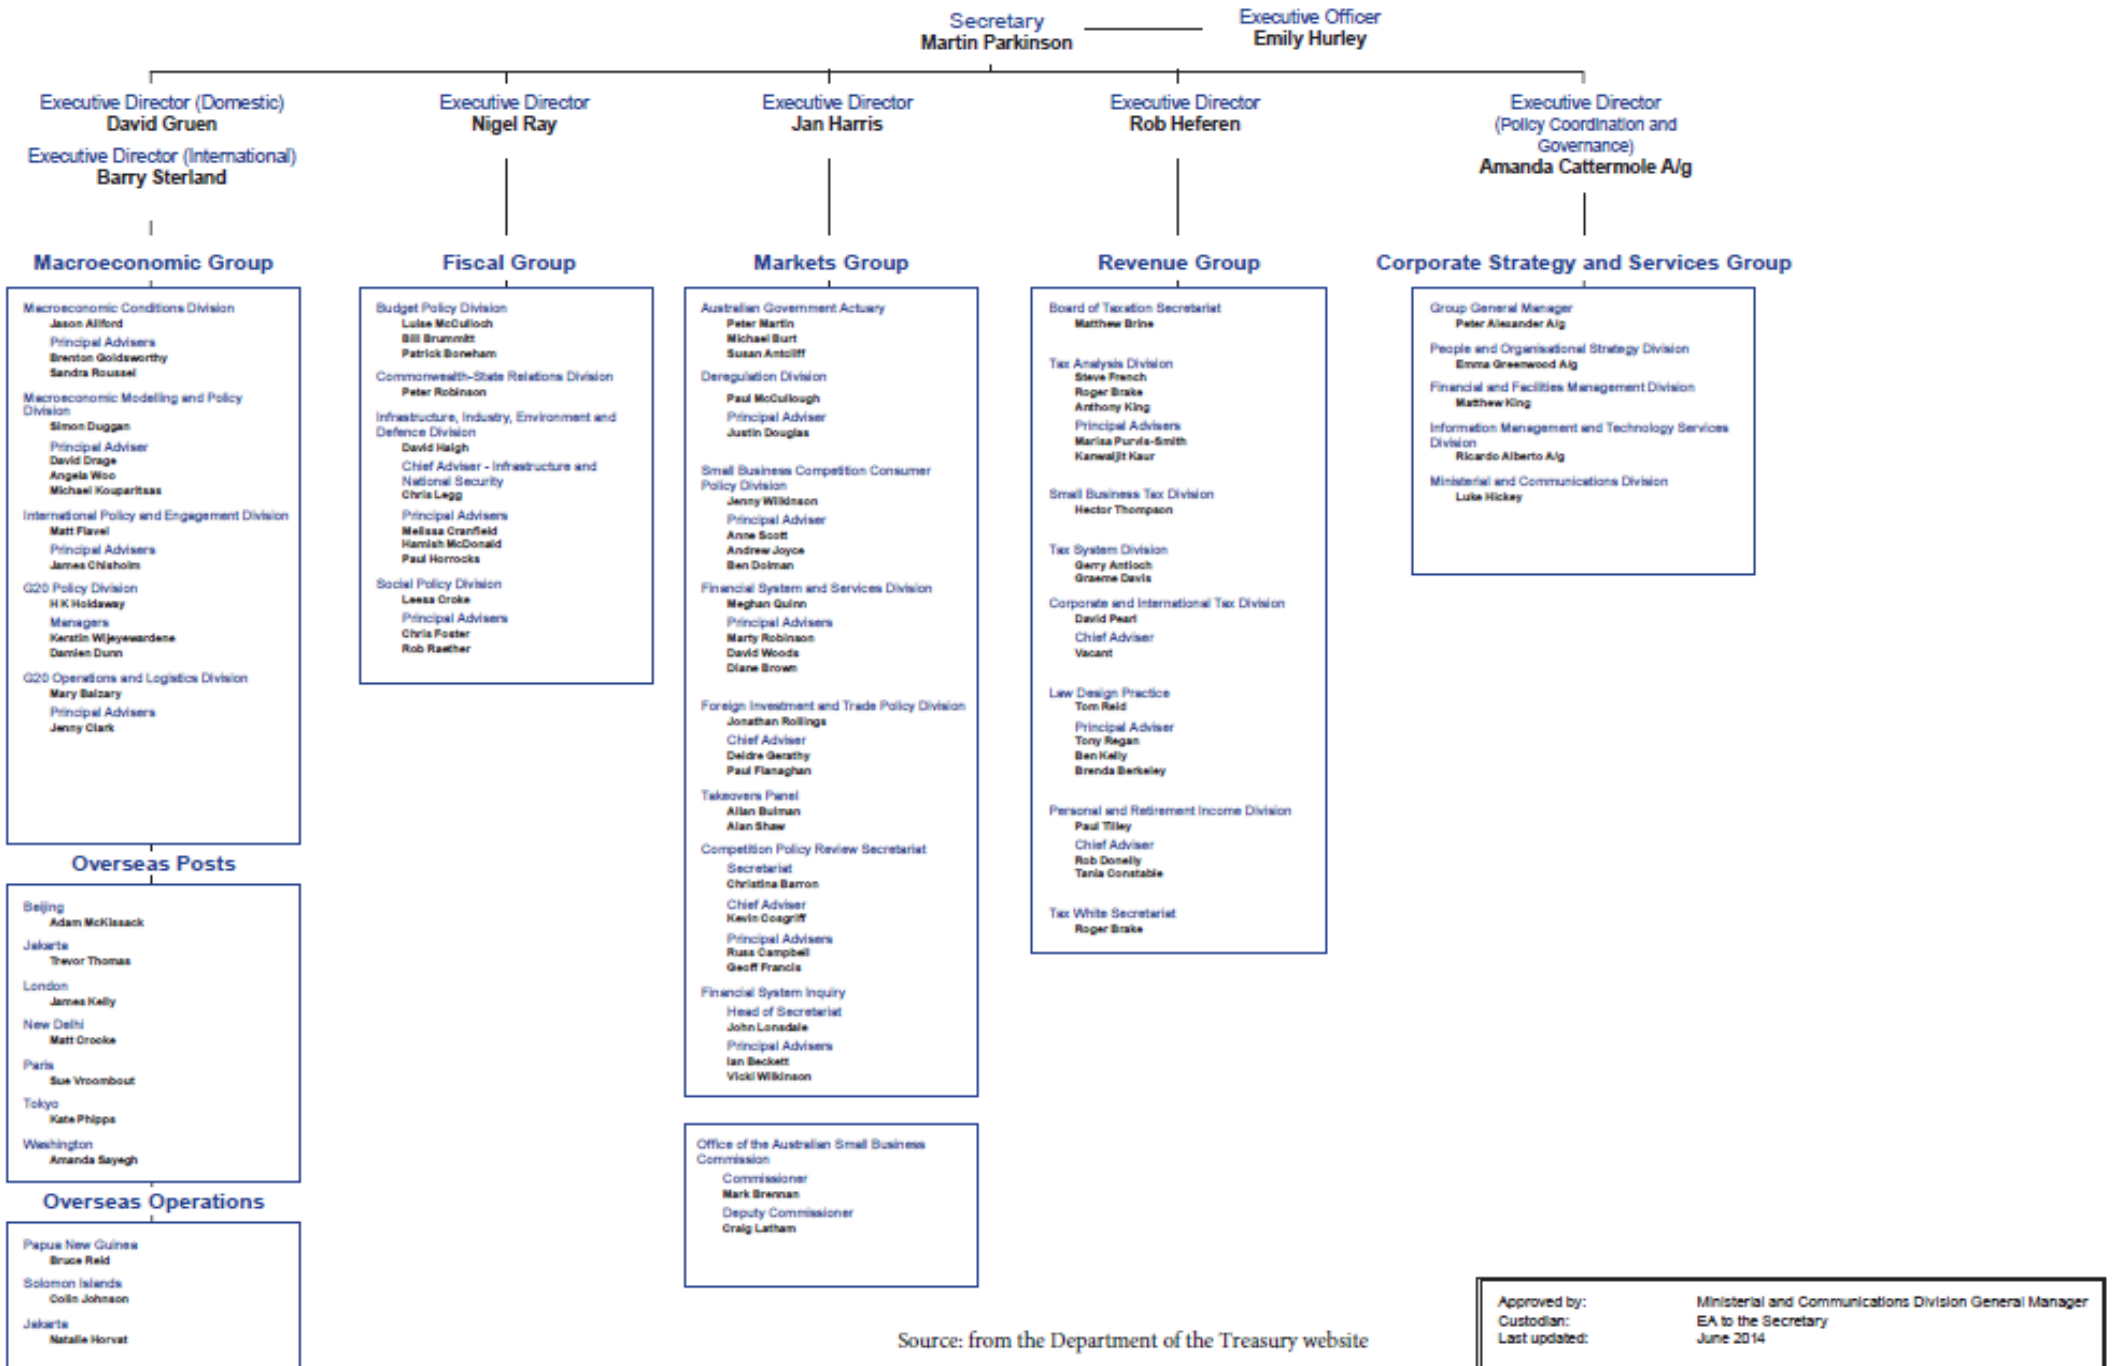 Secretary
Martin Parkinson
Executive Officer
Emily Hurley
Executive Director (Domestic)
David Gruen
Executive Director (International)
Barry Sterland
Executive Director
Nigel Ray
Executive Director
Jan Harris
Executive Director
Rob Heferen
Executive Director
(Policy Coordination and
Governance)
Amanda Cattermole A/g
Macroeconomic Group
Macroeconomic Conditions Division
Jason Allford
Principal Advisers
Brenton Goldsworthy
Sandra Roussel
Macroeconomic Modelling and Policy
Division
Simon Duggan
Principal Adviser
David Drage
Angela Woo
Michael Kouparitsas
International Policy and Engagement Division
Matt Flavel
Principal Advisers
James Chisholm
G20 Policy Division
H K Holdaway
Managers
Kerstin Wijeyewardene
Damien Dunn
G20 Operations and Logistics Division
Mary Balzary
Principal Advisers
Jenny Clark
Overseas Posts
Beijing
Adam McKissack
Jakarta
Trevor Thomas
London
James Kelly
New Delhi
Matt Crooke
Paris
Sue Vroombout
Tokyo
Kate Phipps
Washington
Amanda Sayegh
Overseas Operations
Papua New Guinea
Bruce Reid
Solomon Islands
Colin Johnson
Jakarta
Natalie Horvat
Fiscal Group
Budget Policy Division
Luise McCulloch
Bill Brummitt
Patrick Boneham
Commonwealth-State Relations Division
Peter Robinson
Infrastructure, Industry, Environment and
Defence Division
David Haigh
Chief Adviser - Infrastructure and
National Security
Chris Legg
Principal Advisers
Melissa Cranfield
Hamish McDonald
Paul Horrocks
Social Policy Division
Leesa Croke
Principal Advisers
Chris Foster
Rob Raether
Markets Group
Australian Government Actuary
Peter Martin
Michael Burt
Susan Antcliff
Deregulation Division
Paul McCullough
Principal Adviser
Justin Douglas
Small Business Competition Consumer
Policy Division
Jenny Wilkinson
Principal Adviser
Anne Scott
Andrew Joyce
Ben Dolman
Financial System and Services Division
Meghan Quinn
Principal Advisers
Marty Robinson
David Woods
Diane Brown
Foreign Investment and Trade Policy Division
Jonathan Rollings
Chief Adviser
Deidre Gerathy
Paul Flanaghan
Takeovers Panel
Allan Bulman
Alan Shaw
Competition Policy Review Secretariat
Secretariat
Christina Barron
Chief Adviser
Kevin Cosgriff
Principal Advisers
Russ Campbell
Geoff Francis
Financial System Inquiry
Head of Secretariat
John Lonsdale
Principal Advisers
Ian Beckett
Vicki Wilkinson
Office of the Australian Small Business
Commission
Commissioner
Mark Brennan
Deputy Commissioner
Craig Latham
Revenue Group
Board of Taxation Secretariat
Matthew Brine
Tax Analysis Division
Steve French
Roger Brake
Anthony King
Principal Advisers
Marisa Purvis-Smith
Kanwaljit Kaur
Small Business Tax Division
Hector Thompson
Tax System Division
Gerry Antioch
Graeme Davis
Corporate and International Tax Division
David Pearl
Chief Adviser
Vacant
Law Design Practice
Tom Reid
Principal Adviser
Tony Regan
Ben Kelly
Brenda Berkeley
Personal and Retirement Income Division
Paul Tilley
Chief Adviser
Rob Donelly
Tania Constable
Tax White Secretariat
Roger Brake
Corporate Strategy and Services Group
Group General Manager
Peter Alexander A/g
People and Organisational Strategy Division
Emma Greenwood A/g
Financial and Facilities Management Division
Matthew King
Information Management and Technology Services
Division
Ricardo Alberto A/g
Ministerial and Communications Division
Luke Hickey
Source: from the Department of the Treasury website
Approved by: Ministerial and Communications Division General Manager
Custodian: EA to the Secretary
Last updated: June 2014